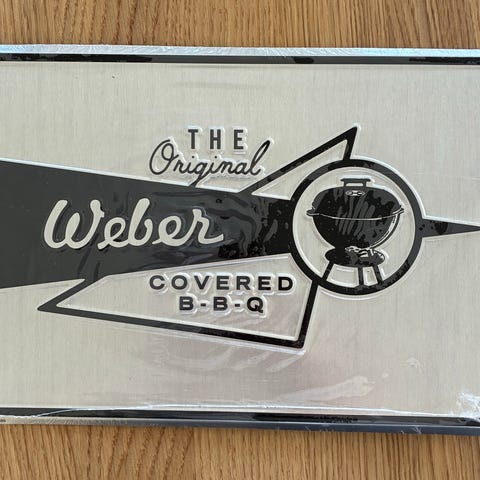 THE
Original
Weber
COVERED
B-B-Q